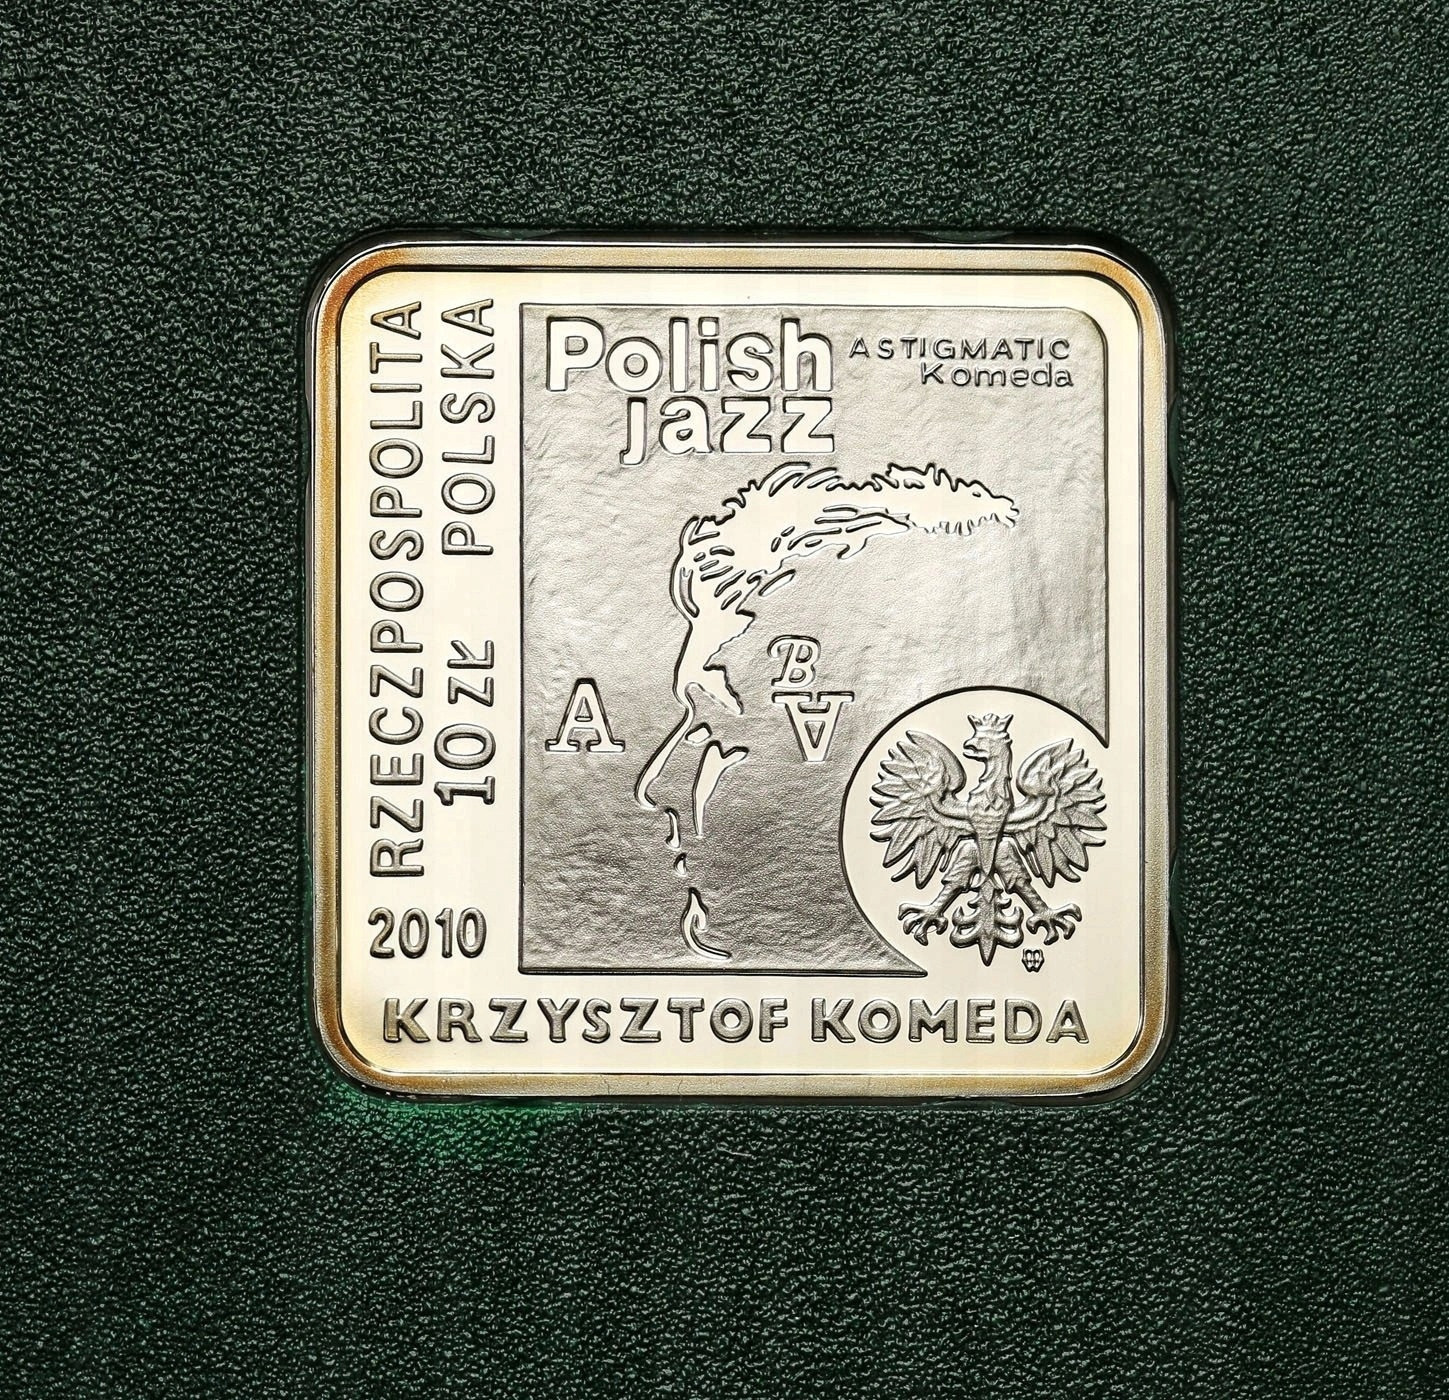 RZECZPOSPOLITA
POLSKA
10 ZŁ
2010
Polish
jazz
ASTIGMATIC
Komeda
A
B
A
KRZYSZTOF KOMEDA